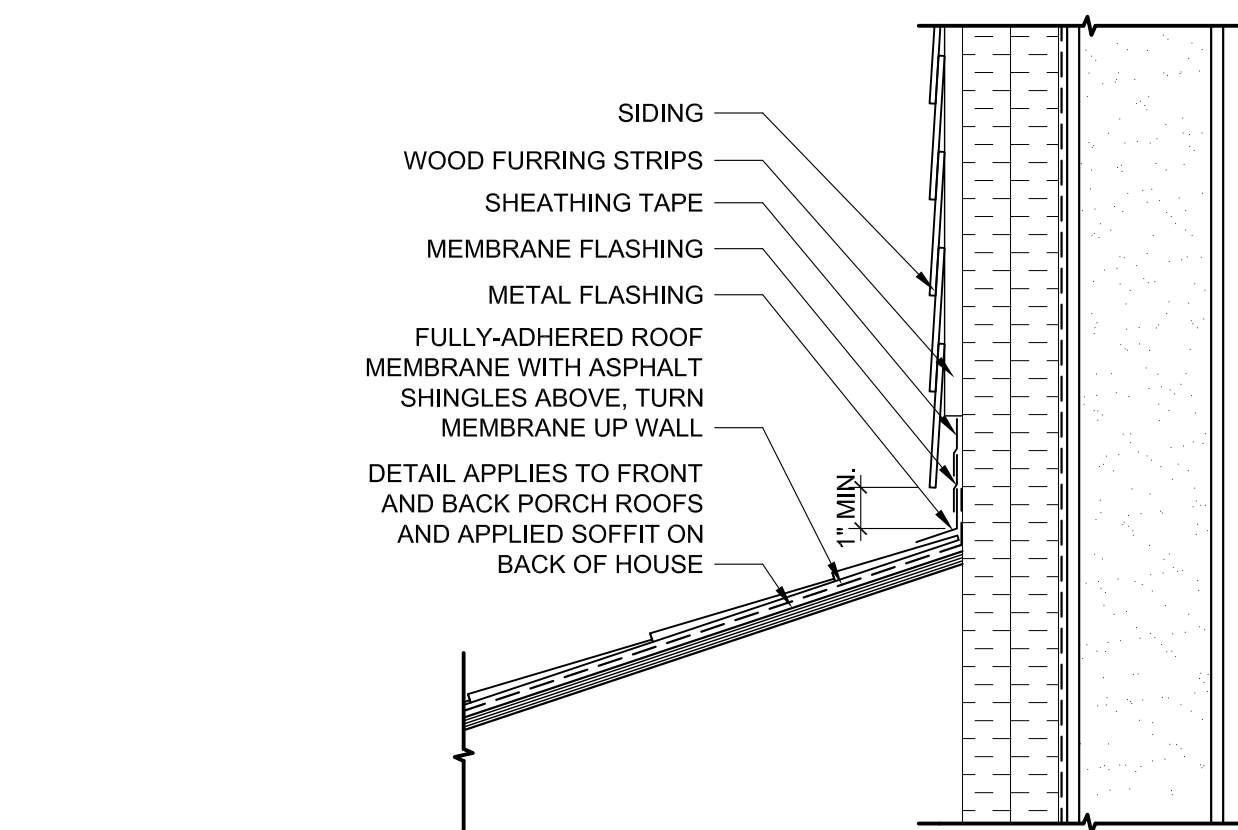 SIDING
WOOD FURRING STRIPS
SHEATHING TAPE
MEMBRANE FLASHING
METAL FLASHING
FULLY-ADHERED ROOF
MEMBRANE WITH ASPHALT
SHINGLES ABOVE, TURN
MEMBRANE UP WALL
DETAIL APPLIES TO FRONT
AND BACK PORCH ROOFS
AND APPLIED SOFFIT ON
BACK OF HOUSE
1" MIN.